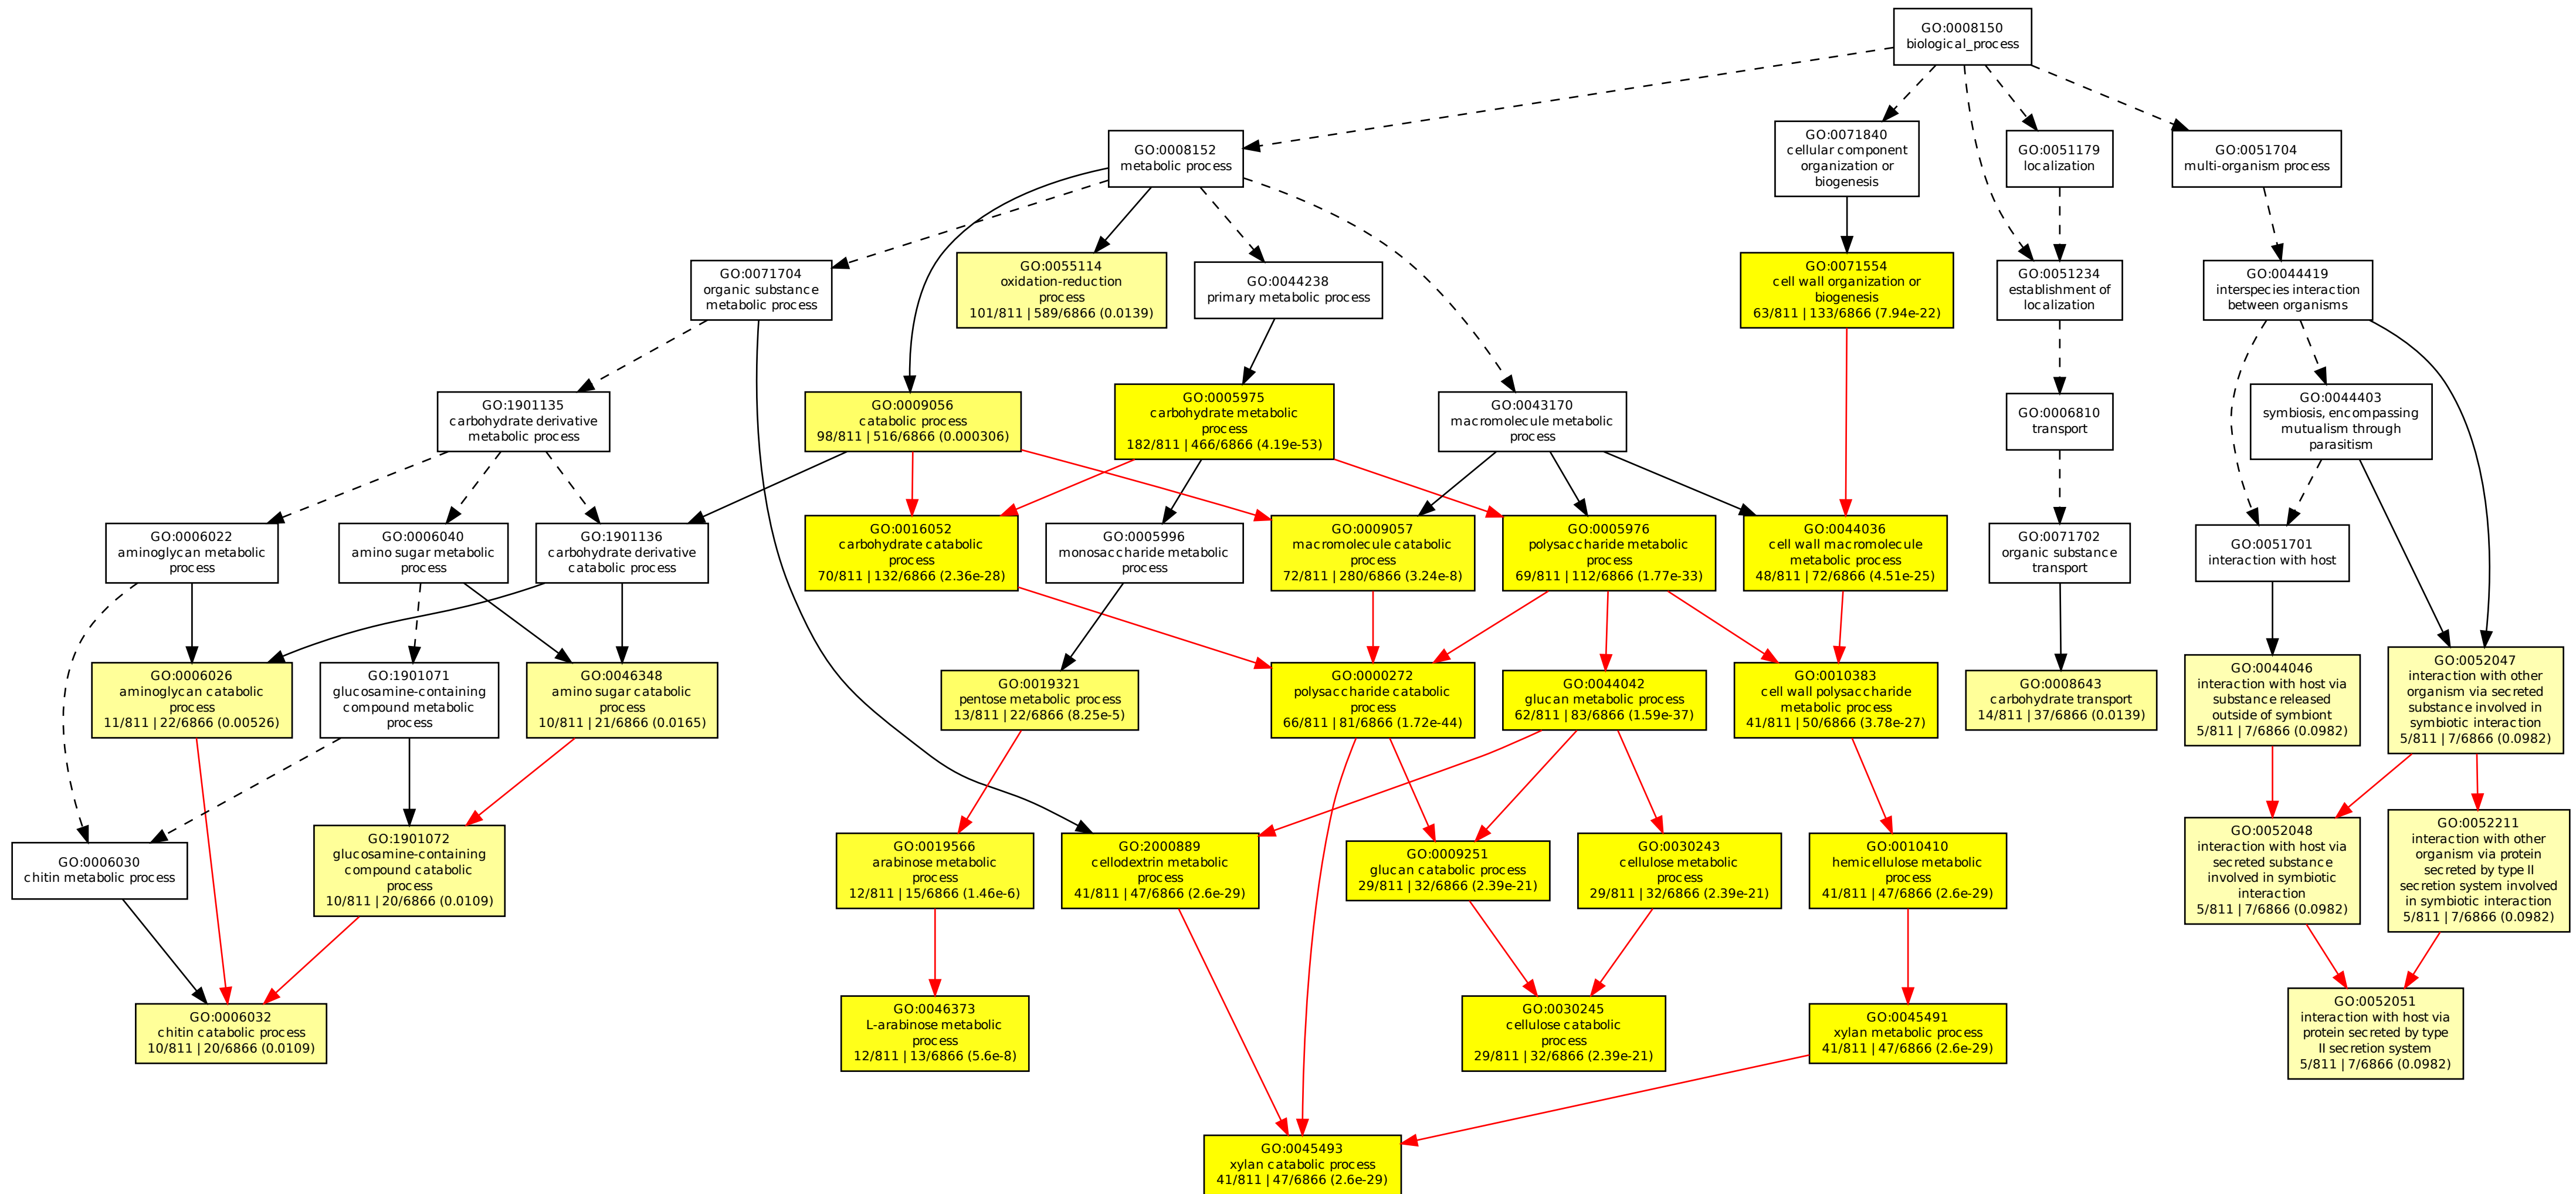 GO:0008150
biological_process
GO:0008152
metabolic process
GO:0071840
cellular component
organization or
biogenesis
GO:0051179
localization
GO:0051704
multi-organism process
GO:0071704
organic substance
metabolic process
GO:0055114
oxidation-reduction
process
101/811 | 589/6866 (0.0139)
GO:0044238
primary metabolic process
GO:0071554
cell wall organization or
biogenesis
63/811 | 133/6866 (7.94e-22)
GO:0051234
establishment of
localization
GO:0044419
interspecies interaction
between organisms
GO:1901135
carbohydrate derivative
metabolic process
GO:0009056
catabolic process
98/811 | 516/6866 (0.000306)
GO:0005975
carbohydrate metabolic
process
182/811 | 466/6866 (4.19e-53)
GO:0043170
macromolecule metabolic
process
GO:0006810
transport
GO:0044403
symbiosis, encompassing
mutualism through
parasitism
GO:0006022
aminoglycan metabolic
process
GO:0006040
amino sugar metabolic
process
GO:1901136
carbohydrate derivative
catabolic process
GO:0016052
carbohydrate catabolic
process
70/811 | 132/6866 (2.36e-28)
GO:0005996
monosaccharide metabolic
process
GO:0009057
macromolecule catabolic
process
72/811 | 280/6866 (3.24e-8)
GO:0005976
polysaccharide metabolic
process
69/811 | 112/6866 (1.77e-33)
GO:0044036
cell wall macromolecule
metabolic process
48/811 | 72/6866 (4.51e-25)
GO:0071702
organic substance
transport
GO:0051701
interaction with host
GO:0006026
aminoglycan catabolic
process
11/811 | 22/6866 (0.00526)
GO:1901071
glucosamine-containing
compound metabolic
process
GO:0046348
amino sugar catabolic
process
10/811 | 21/6866 (0.0165)
GO:0019321
pentose metabolic process
13/811 | 22/6866 (8.25e-5)
GO:0000272
polysaccharide catabolic
process
66/811 | 81/6866 (1.72e-44)
GO:0044042
glucan metabolic process
62/811 | 83/6866 (1.59e-37)
GO:0010383
cell wall polysaccharide
metabolic process
41/811 | 50/6866 (3.78e-27)
GO:0008643
carbohydrate transport
14/811 | 37/6866 (0.0139)
GO:0044046
interaction with host via
substance released
outside of symbiont
5/811 | 7/6866 (0.0982)
GO:0052047
interaction with other
organism via secreted
substance involved in
symbiotic interaction
5/811 | 7/6866 (0.0982)
GO:0006030
chitin metabolic process
GO:1901072
glucosamine-containing
compound catabolic
process
10/811 | 20/6866 (0.0109)
GO:0019566
arabinose metabolic
process
12/811 | 15/6866 (1.46e-6)
GO:2000889
cellodextrin metabolic
process
41/811 | 47/6866 (2.6e-29)
GO:0009251
glucan catabolic process
29/811 | 32/6866 (2.39e-21)
GO:0030243
cellulose metabolic
process
29/811 | 32/6866 (2.39e-21)
GO:0010410
hemicellulose metabolic
process
41/811 | 47/6866 (2.6e-29)
GO:0052048
interaction with host via
secreted substance
involved in symbiotic
interaction
5/811 | 7/6866 (0.0982)
GO:0052211
interaction with other
organism via protein
secreted by type II
secretion system involved
in symbiotic interaction
5/811 | 7/6866 (0.0982)
GO:0006032
chitin catabolic process
10/811 | 20/6866 (0.0109)
GO:0046373
L-arabinose metabolic
process
12/811 | 13/6866 (5.6e-8)
GO:0030245
cellulose catabolic
process
29/811 | 32/6866 (2.39e-21)
GO:0045491
xylan metabolic process
41/811 | 47/6866 (2.6e-29)
GO:0052051
interaction with host via
protein secreted by type
II secretion system
5/811 | 7/6866 (0.0982)
GO:0045493
xylan catabolic process
41/811 | 47/6866 (2.6e-29)